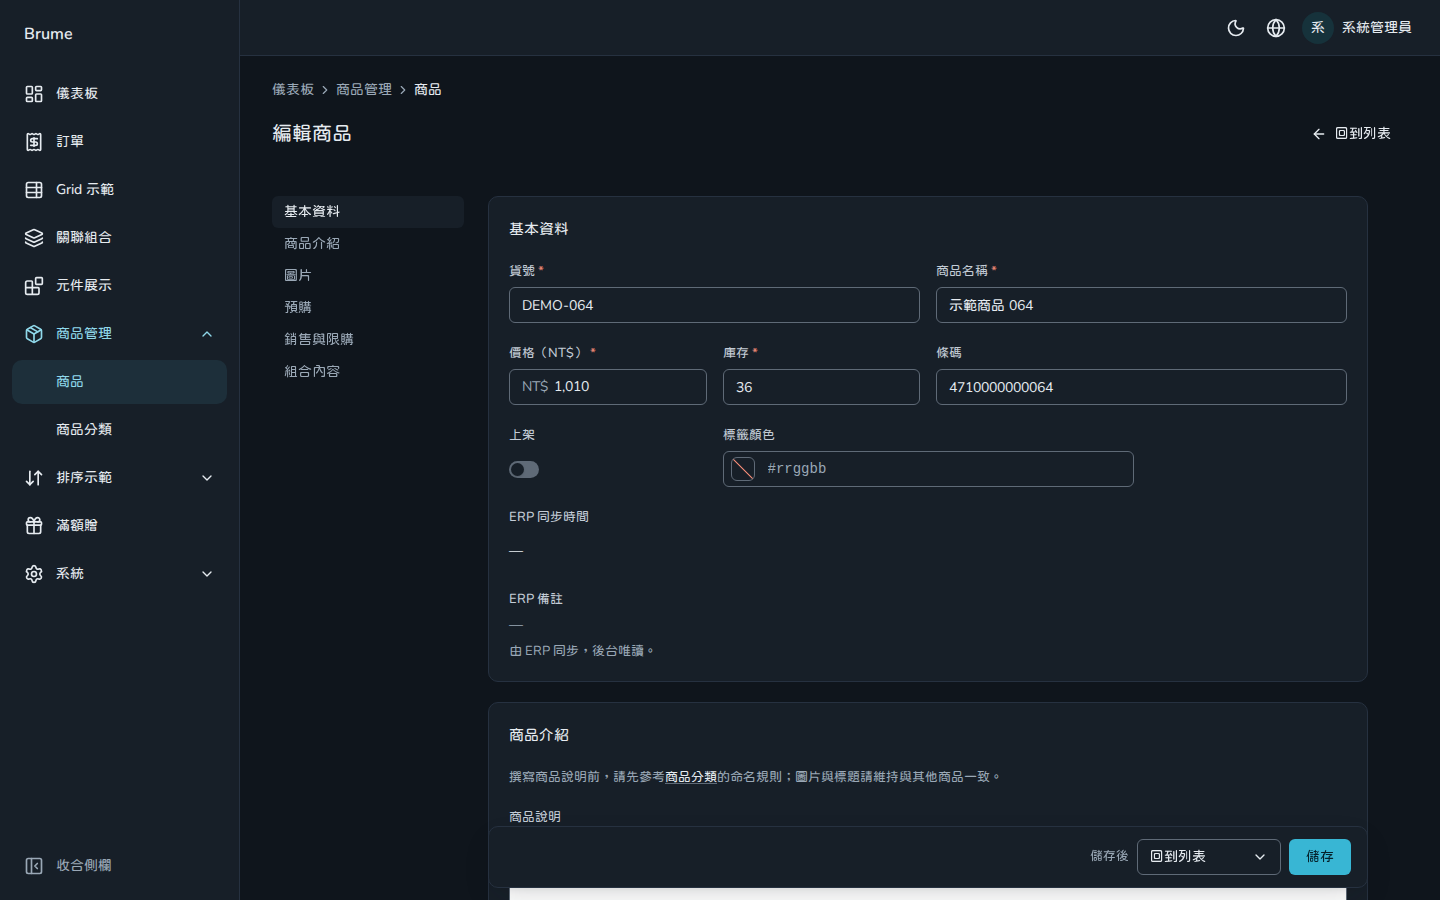 Brume
系 系統管理員
儀表板
訂單
Grid 示範
關聯組合
元件展示
商品管理
商品
商品分類
排序示範
滿額贈
系統
收合側欄
儀表板 > 商品管理 > 商品
編輯商品
回到列表
基本資料
商品介紹
圖片
預購
銷售與限購
組合內容
基本資料
貨號 * 商品名稱 *
DEMO-064 示範商品 064
價格（NT$） * 庫存 * 條碼
NT$ 1,010 36 4710000000064
上架 標籤顏色
#rrggbb
ERP 同步時間
—
ERP 備註
—
由 ERP 同步，後台唯讀。
商品介紹
撰寫商品說明前，請先參考商品分類的命名規則；圖片與標題請維持與其他商品一致。
商品說明
儲存後 回到列表 儲存